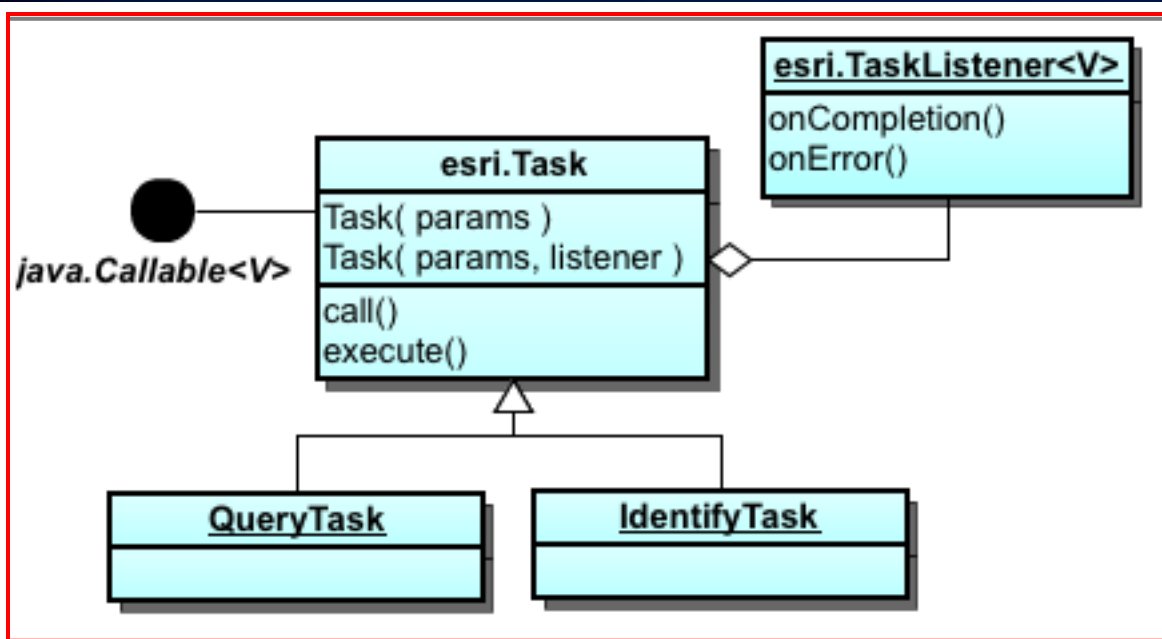 esri.TaskListener<V>
onCompletion()
onError()
esri.Task
Task( params )
Task( params, listener )
call()
execute()
java.Callable<V>
QueryTask
IdentifyTask